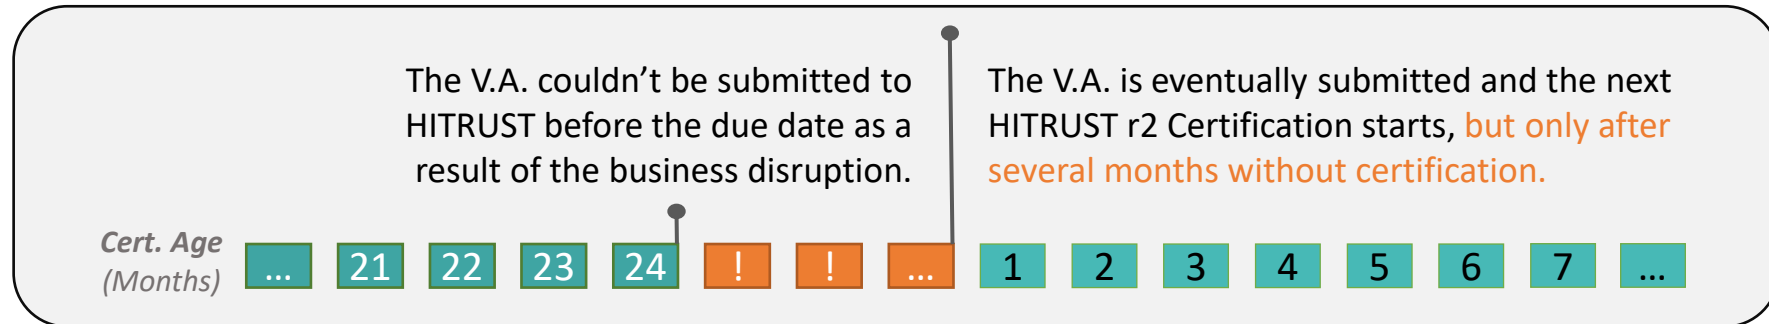 The V.A. couldn’t be submitted to
HITRUST before the due date as a
result of the business disruption.
The V.A. is eventually submitted and the next
HITRUST r2 Certification starts, but only after
several months without certification.
Cert. Age
(Months)
... 21 22 23 24 ! ! ... 1 2 3 4 5 6 7 ...